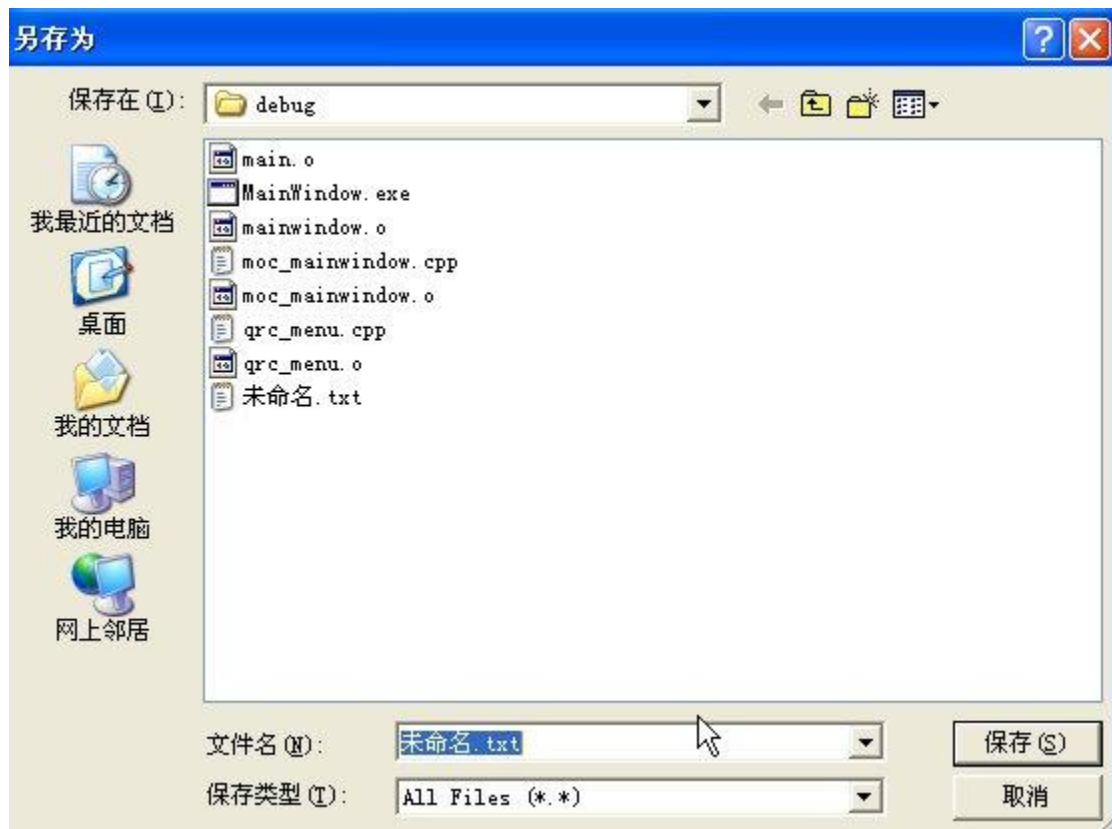 另存为
保存在(I):
debug
main.o
MainWindow.exe
mainwindow.o
moc_mainwindow.cpp
moc_mainwindow.o
qrc_menu.cpp
qrc_menu.o
未命名.txt
我最近的文档
桌面
我的文档
我的电脑
网上邻居
文件名(N):
未命名.txt
保存(S)
保存类型(T):
All Files (*.*)
取消